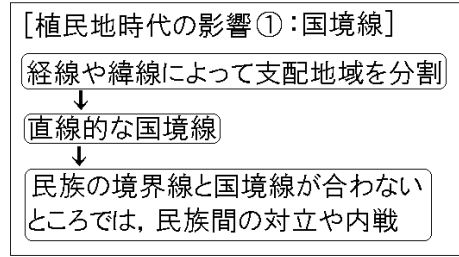 [植民地時代の影響①:国境線]
経線や緯線によって支配地域を分割
↓
直線的な国境線
↓
民族の境界線と国境線が合わない
ところでは,民族間の対立や内戦